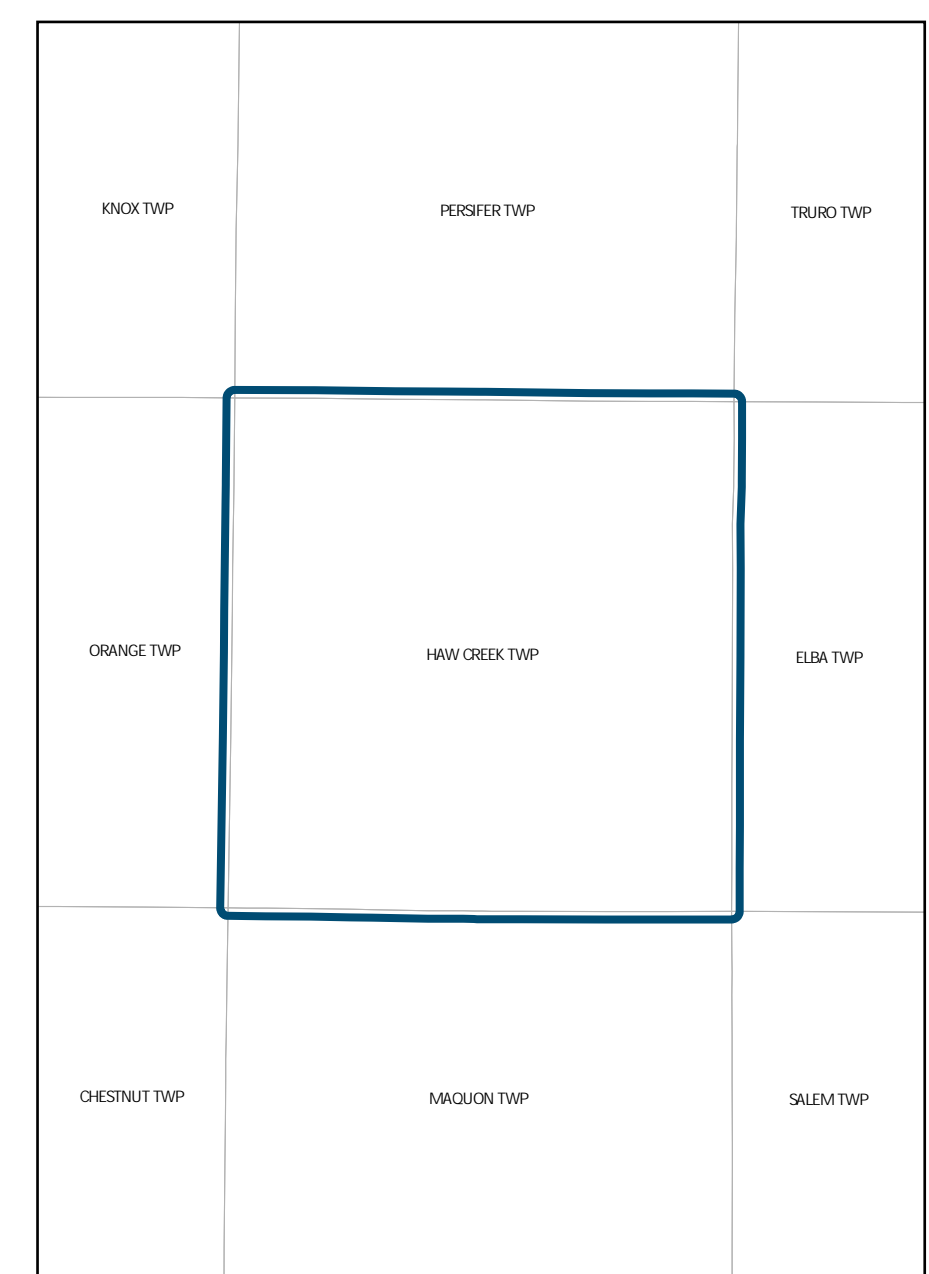 KNOX TWP
PERSIFER TWP
TRURO TWP
ORANGE TWP
HAW CREEK TWP
ELBA TWP
CHESTNUT TWP
MAQUON TWP
SALEM TWP